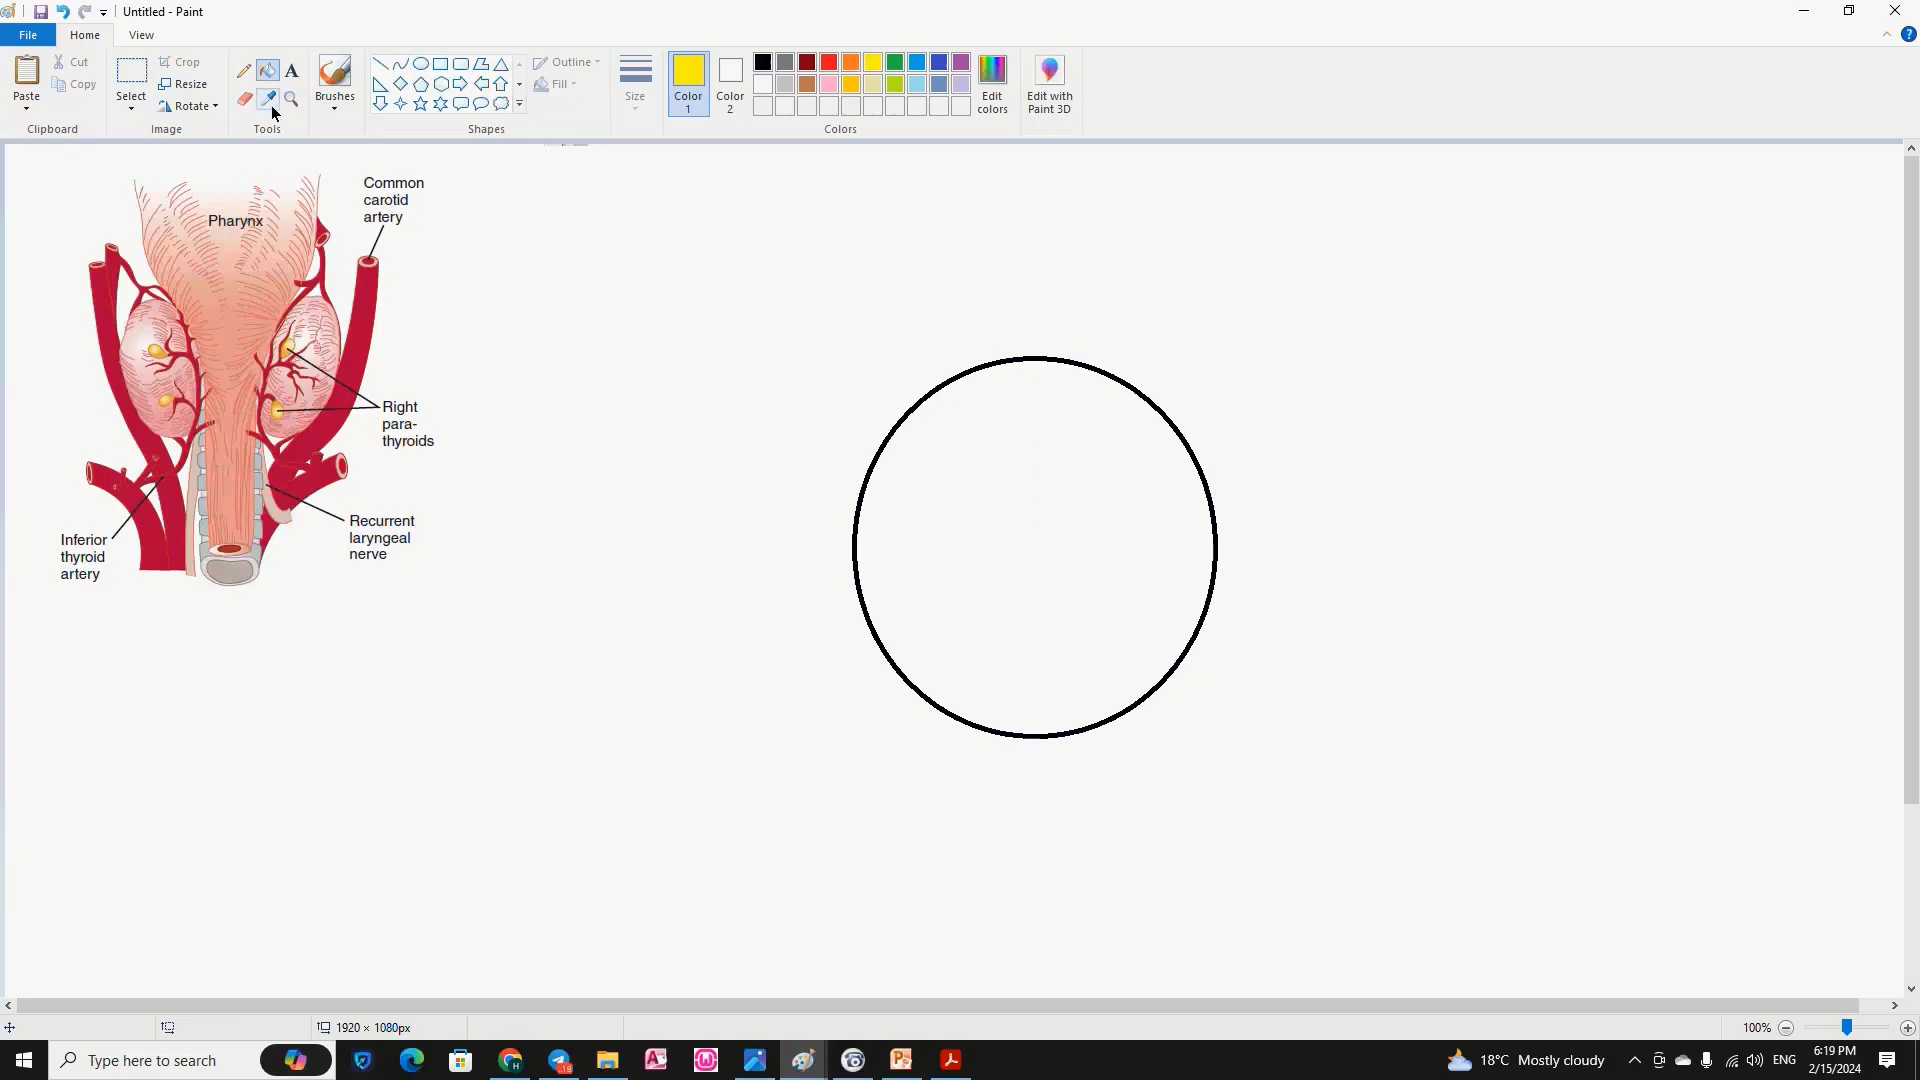 Untitled - Paint
File
Home
View
Cut
Copy
Paste
Clipboard
Crop
Resize
Rotate
Select
Image
A
Tools
Brushes
Outline
Fill
Shapes
Size
Color
1
Color
2
Edit
colors
Colors
Edit with
Paint 3D
Common
carotid
artery
Pharynx
Right
para-
thyroids
Recurrent
laryngeal
nerve
Inferior
thyroid
artery
1920 × 1080px
100%
Type here to search
18°C Mostly cloudy
ENG
6:19 PM
2/15/2024